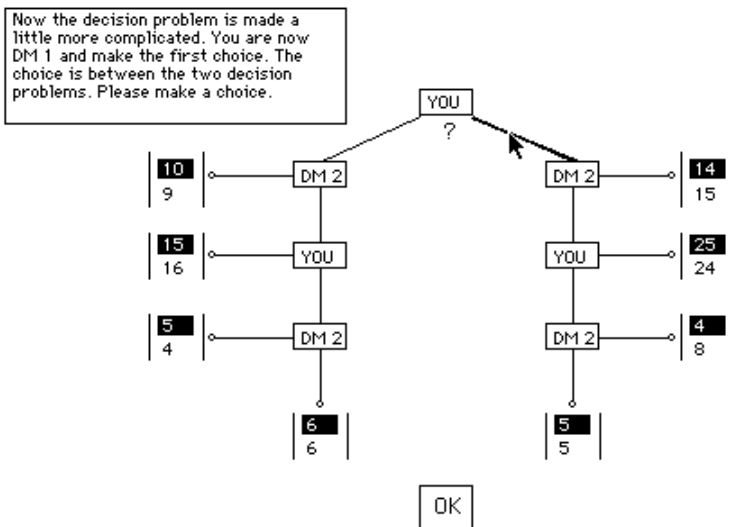 Now the decision problem is made a
little more complicated. You are now
DM 1 and make the first choice. The
choice is between the two decision
problems. Please make a choice.
YOU
?
10
9
DM 2
DM 2
14
15
15
16
YOU
YOU
25
24
5
4
DM 2
DM 2
4
8
6
6
5
5
OK